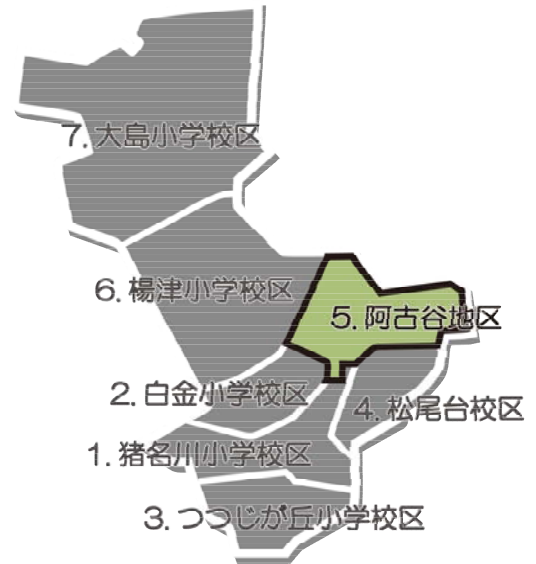 7. 大島小学校区
6. 楊津小学校区
5. 阿古谷地区
2. 白金小学校区
4. 松尾台校区
1. 猪名川小学校区
3. つつじが丘小学校区